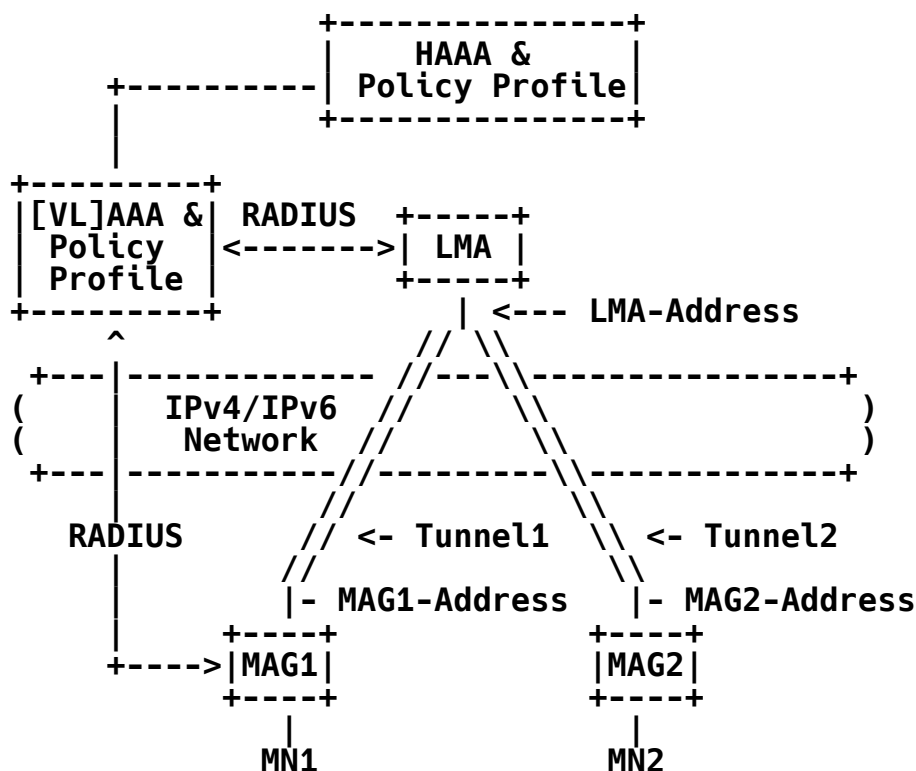 HAAA &
Policy Profile
[VL]AAA & RADIUS
Policy LMA
Profile
<--- LMA-Address
IPv4/IPv6
Network
RADIUS <- Tunnel1 <- Tunnel2
MAG1-Address MAG2-Address
MAG1 MAG2
MN1 MN2